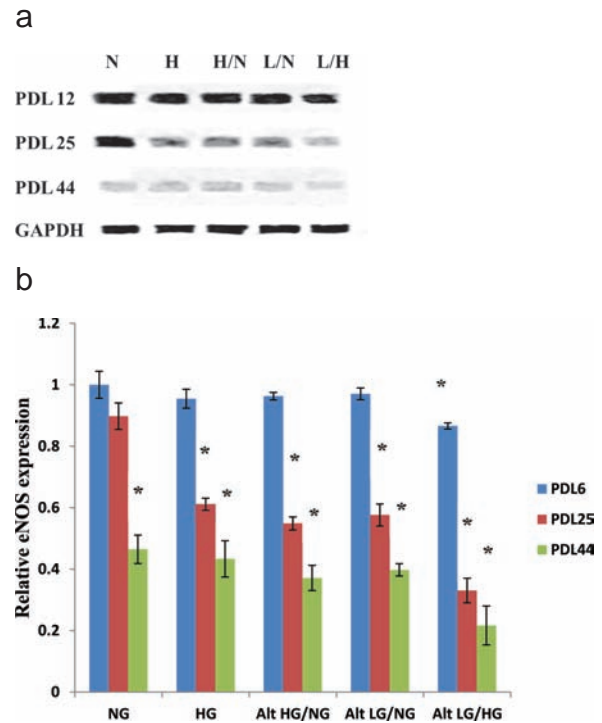 a
N H H/N L/N L/H
PDL 12
PDL 25
PDL 44
GAPDH
b
Relative eNOS expression
1.2
1
0.8
0.6
0.4
0.2
0
* * * * * * * * * *
NG HG Alt HG/NG Alt LG/NG Alt LG/HG
PDL6
PDL25
PDL44